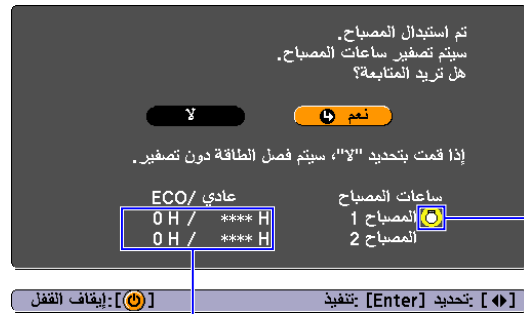 تم استبدال المصباح.
سيتم تصفير ساعات المصباح.
هل تريد المتابعة؟
نعم لا
إذا قمت بتحديد "لا"، سيتم فصل الطاقة دون تصفير.
ساعات المصباح عادي /ECO
المصباح 1 0 H / **** H
المصباح 2 0 H / **** H
[◀▶] :تحديد [Enter] :تنفيذ [⏻]:إيقاف القفل